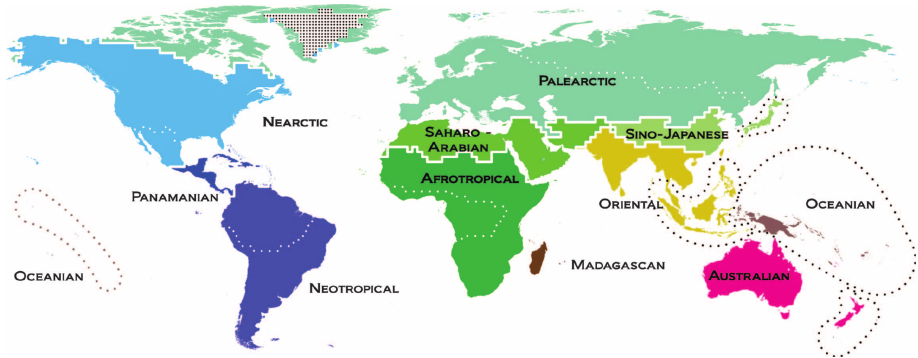 PALEARCTIC
NEARCTIC
SAHARO -
ARABIAN
SINO-JAPANESE
AFROTROPICAL
PANAMANIAN
ORIENTAL
OCEANIAN
OCEANIAN
MADAGASCAN
AUSTRALIAN
NEOTROPICAL